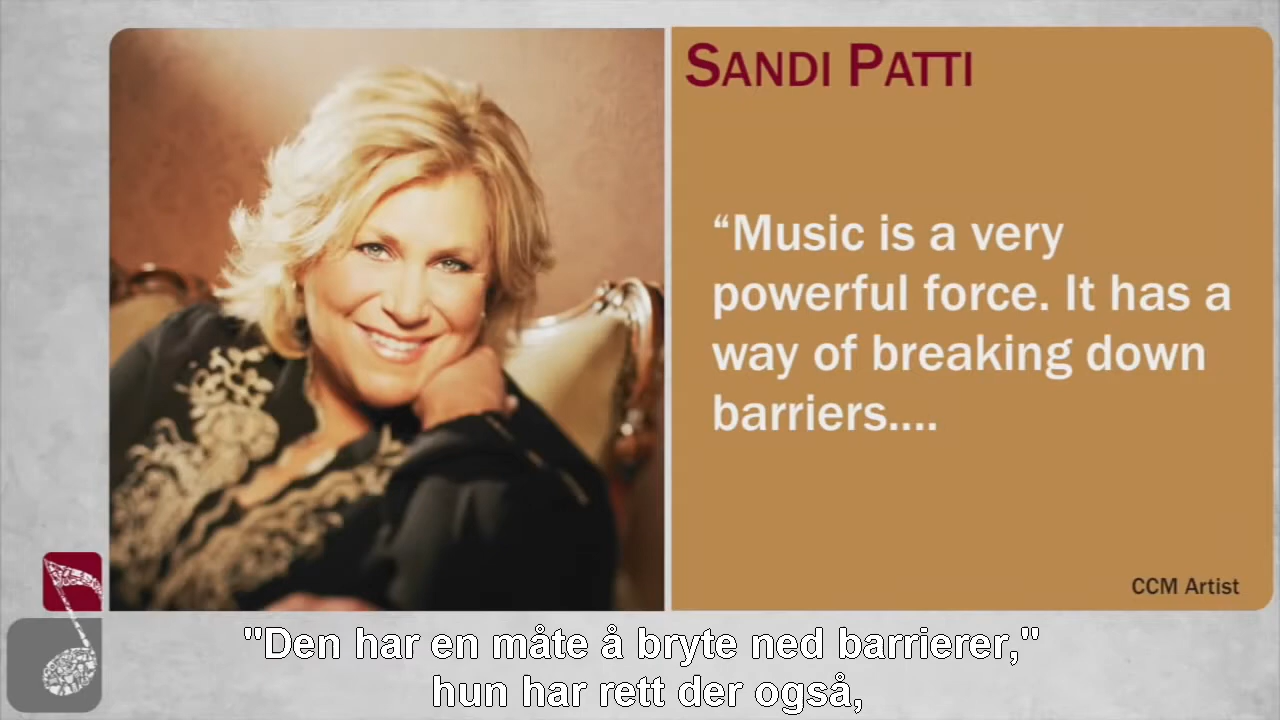 SANDI PATTI
“Music is a very
powerful force. It has a
way of breaking down
barriers....
CCM Artist
"Den har en måte å bryte ned barrierer,"
hun har rett der også,